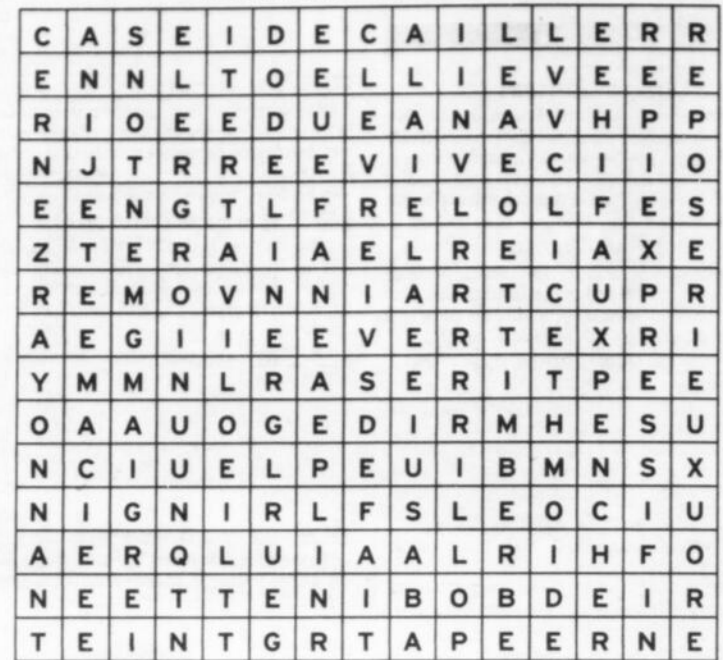 C A S E I D E C A I L L E R R
E N N L T O E L L I E V E E E
R I O E E D U E A N A V H P P
N J T R R E E V I V E C I I O
E E N G T L F R E L O L F E S
Z T E R A I A E L R E I A X E
R E M O V N N I A R T C U P R
A E G I I E E V E R T E X R I
Y M M N L R A S E R I T P E E
O A A U O G E D I R M H E S U
N C I U E L P E U I B M N S X
N I G N I R L F S L E O C I U
A E R Q L U I A A L R I H F O
N E E T T E N I B O B D E I R
T E I N T G R T A P E E R N E